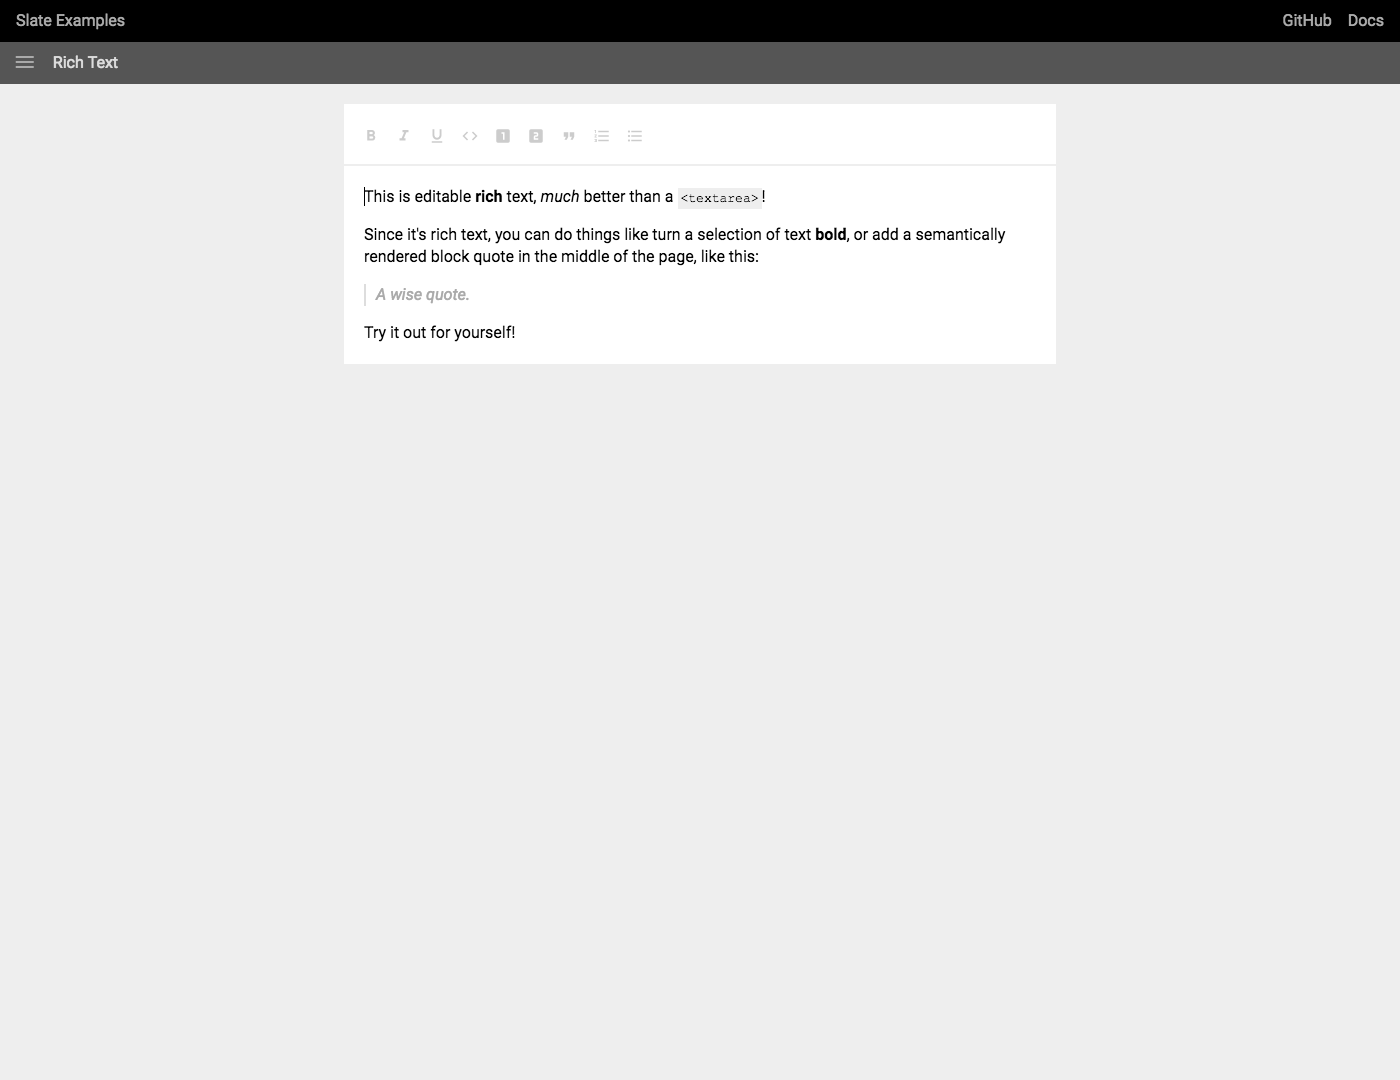 Slate Examples
GitHub Docs
Rich Text
B I U <> 1 2 "
This is editable rich text, much better than a <textarea>!
Since it's rich text, you can do things like turn a selection of text bold, or add a semantically
rendered block quote in the middle of the page, like this:
A wise quote.
Try it out for yourself!